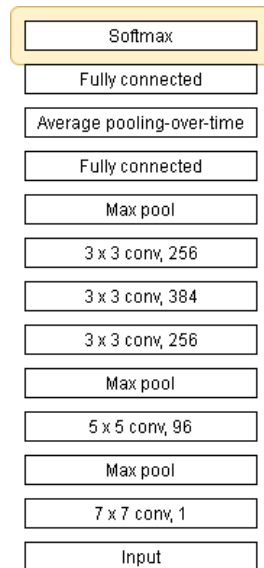 Softmax
Fully connected
Average pooling-over-time
Fully connected
Max pool
3 x 3 conv, 256
3 x 3 conv, 384
3 x 3 conv, 256
Max pool
5 x 5 conv, 96
Max pool
7 x 7 conv, 1
Input